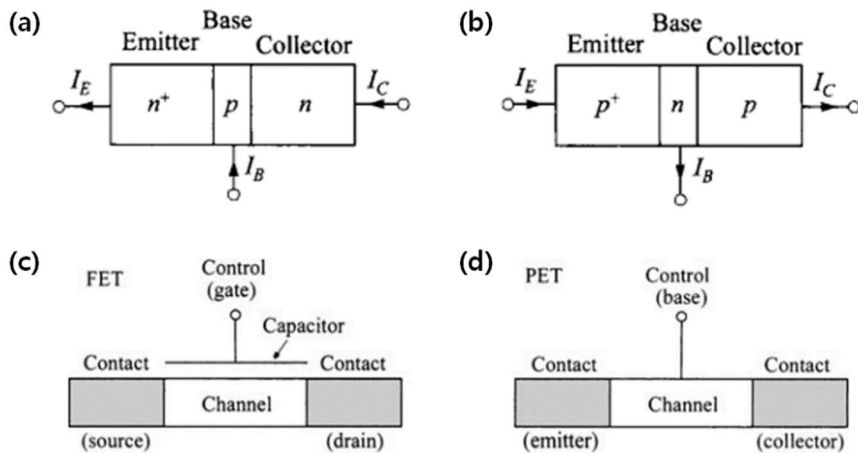 (a)
Base
Emitter
Collector
I_E
n+
p
n
I_C
I_B
(b)
Base
Emitter
Collector
I_E
p+
n
p
I_C
I_B
(c)
FET
Control
(gate)
Capacitor
Contact
Contact
Channel
(source)
(drain)
(d)
PET
Control
(base)
Contact
Contact
Channel
(emitter)
(collector)